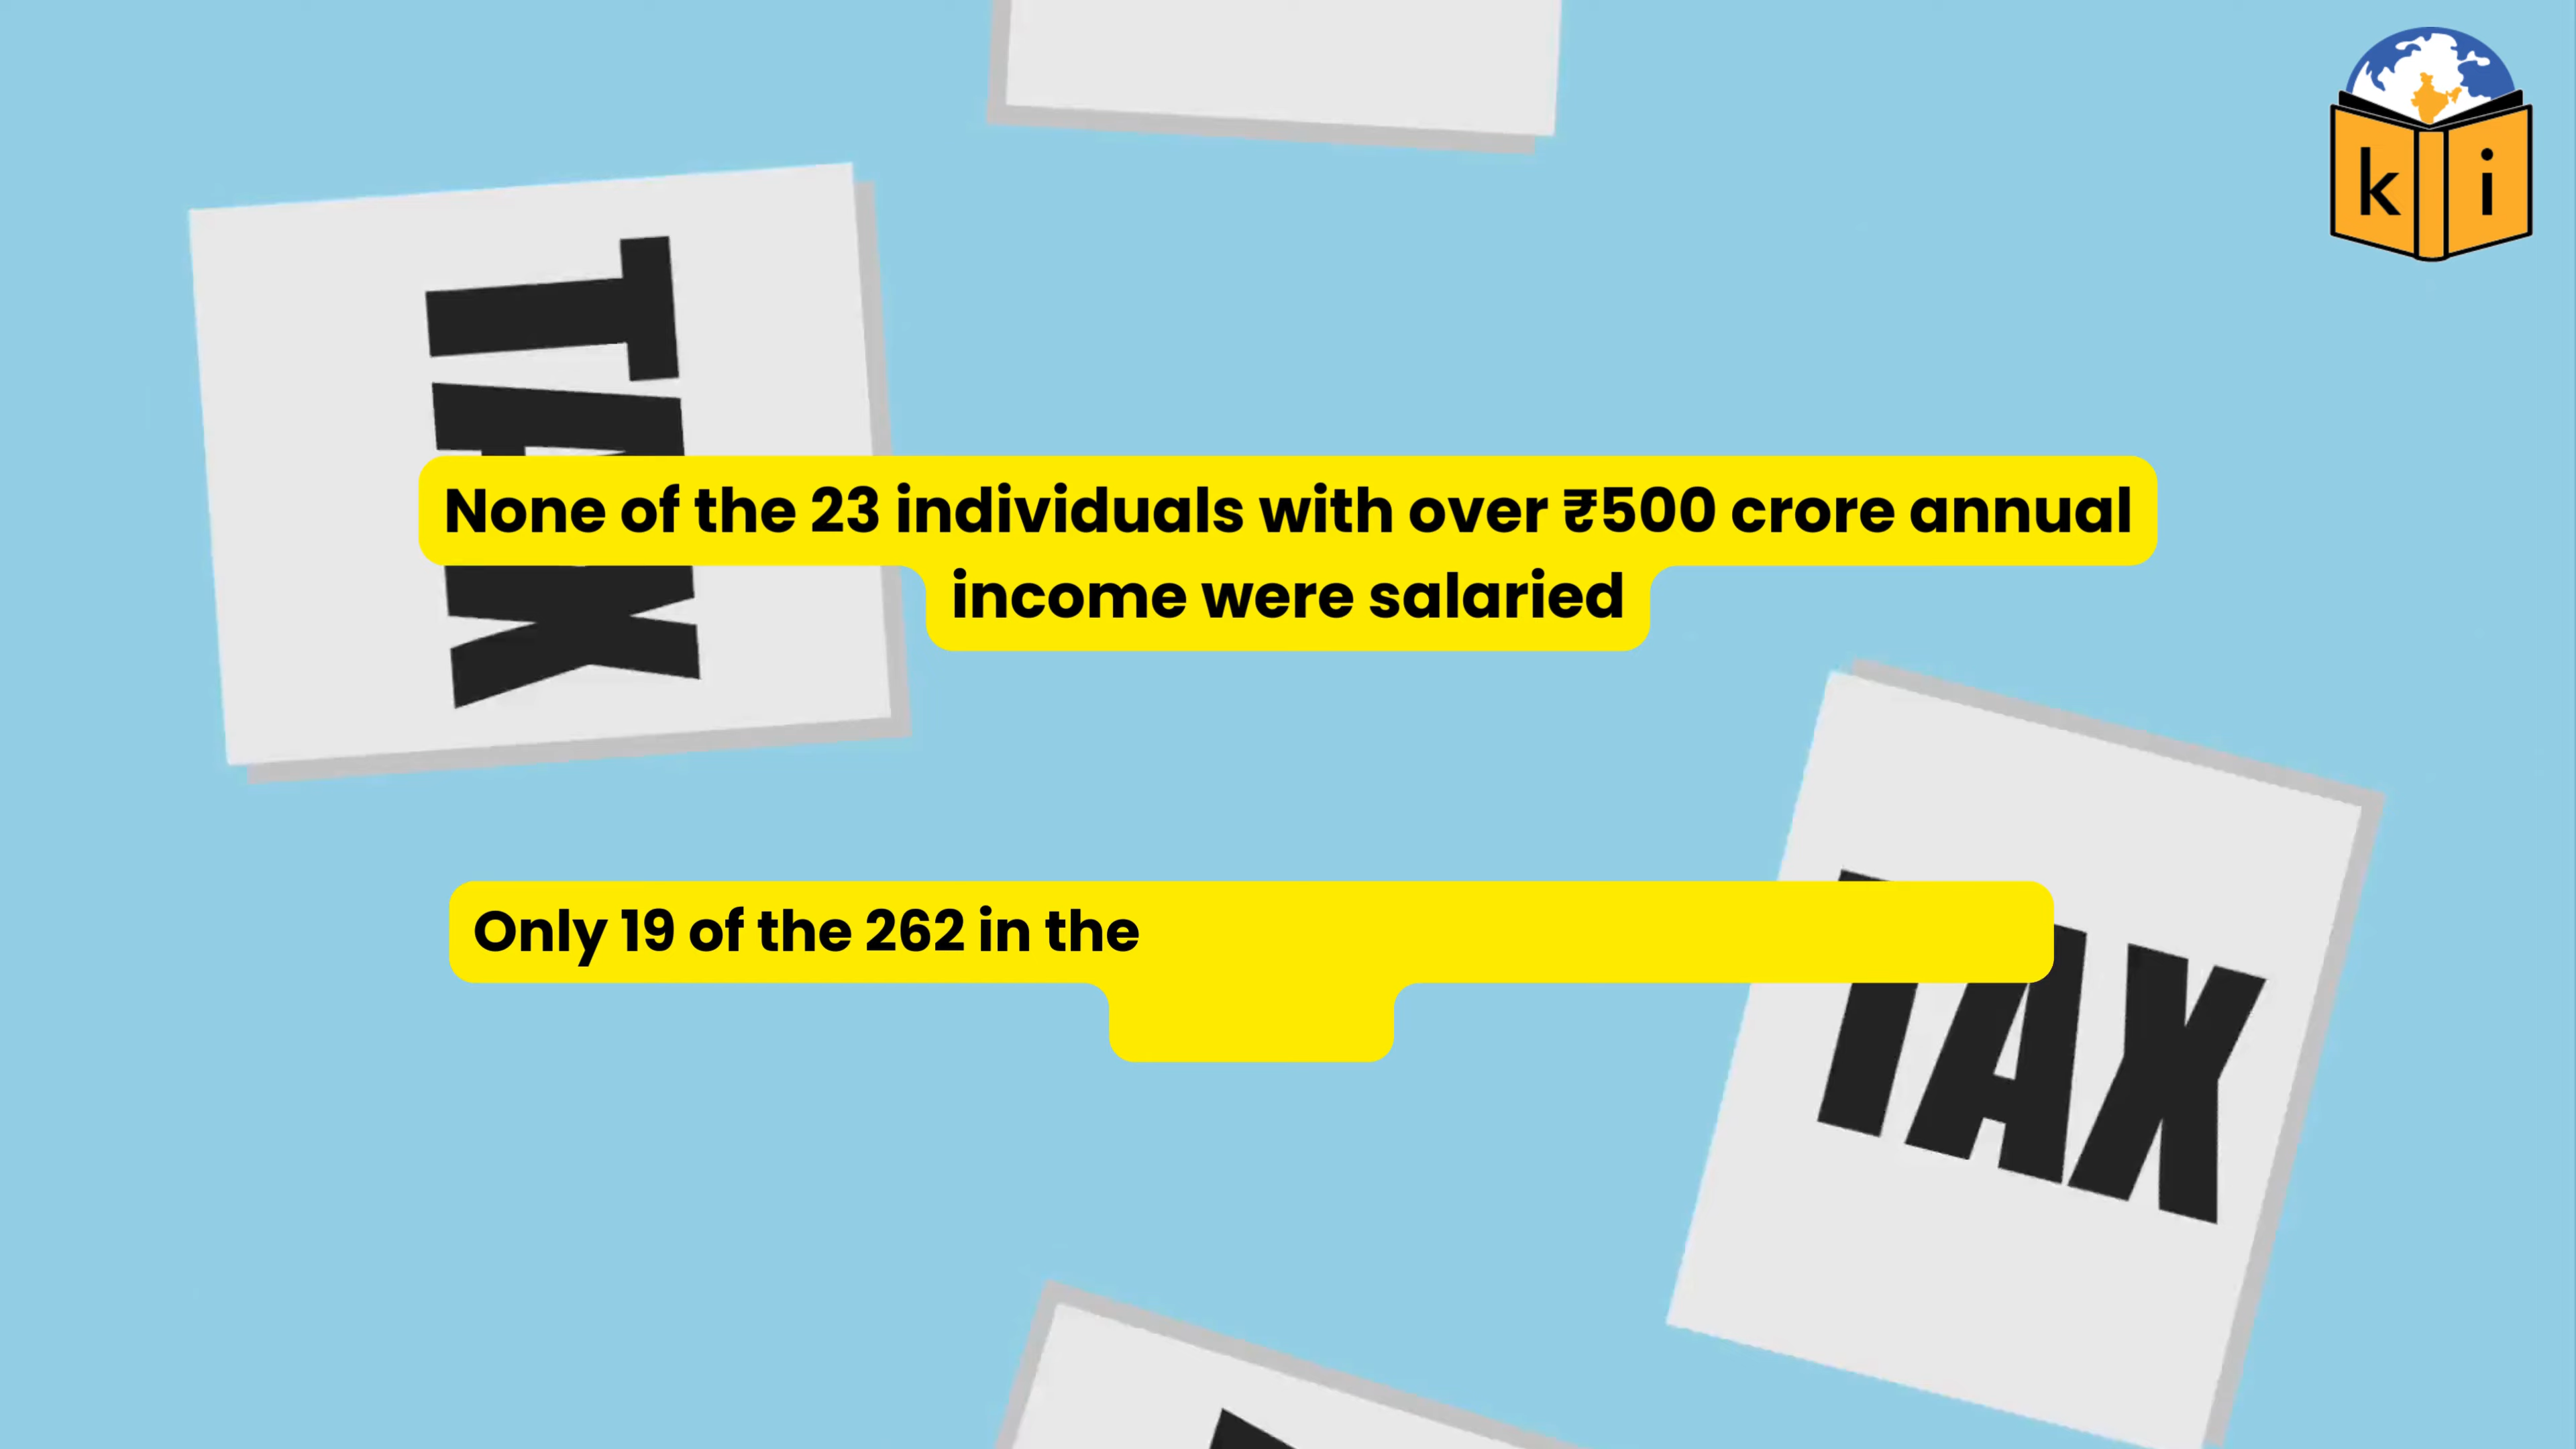 k i
TAX
None of the 23 individuals with over ₹500 crore annual
income were salaried
Only 19 of the 262 in the
TAX